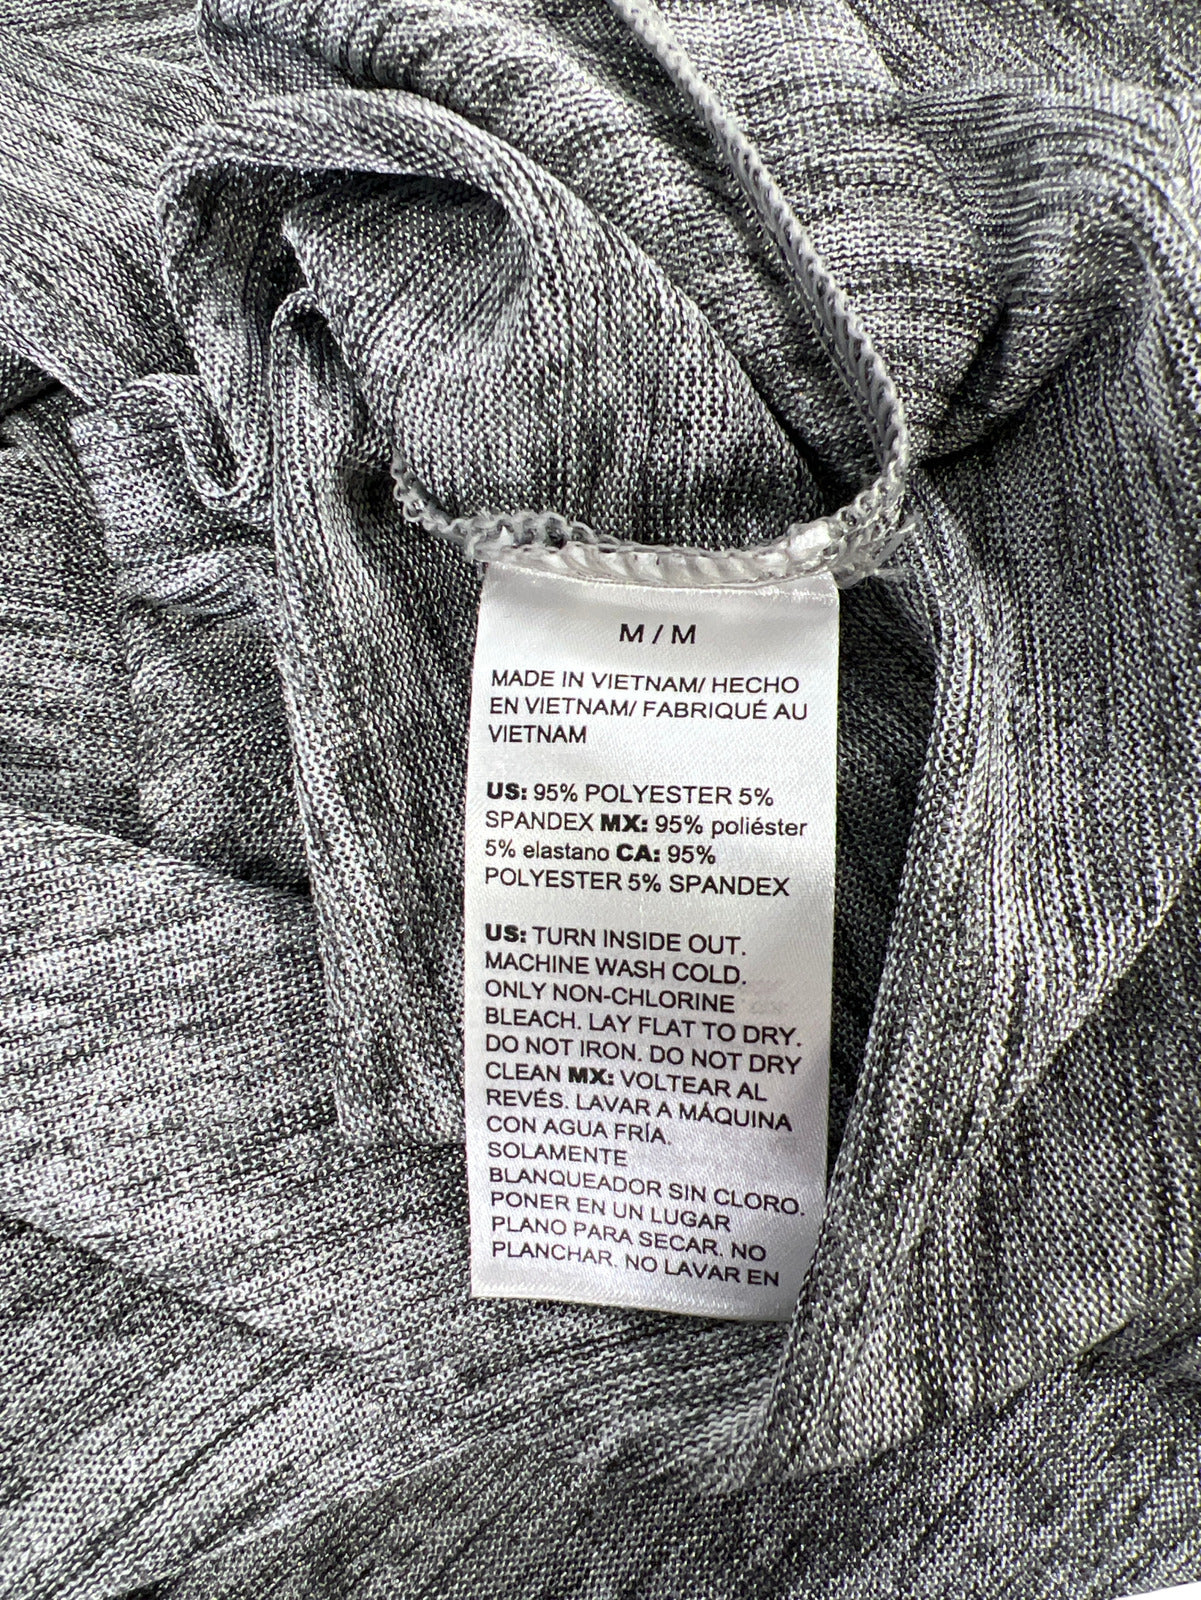 M / M
MADE IN VIETNAM/ HECHO
EN VIETNAM/ FABRIQUÉ AU
VIETNAM
US: 95% POLYESTER 5%
SPANDEX MX: 95% poliéster
5% elastano CA: 95%
POLYESTER 5% SPANDEX
US: TURN INSIDE OUT.
MACHINE WASH COLD.
ONLY NON-CHLORINE
BLEACH. LAY FLAT TO DRY.
DO NOT IRON. DO NOT DRY
CLEAN MX: VOLTEAR AL
REVÉS. LAVAR A MÁQUINA
CON AGUA FRÍA.
SOLAMENTE
BLANQUEADOR SIN CLORO.
PONER EN UN LUGAR
PLANO PARA SECAR. NO
PLANCHAR. NO LAVAR EN